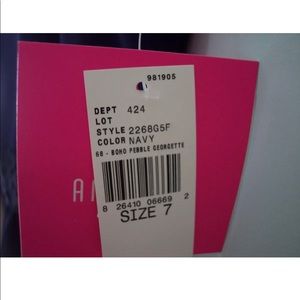 981905
DEPT 424
LOT
STYLE 2268G5F
COLOR NAVY
68 - BOHO PEBBLE GEORGETTE
8 26410 06669 2
SIZE 7